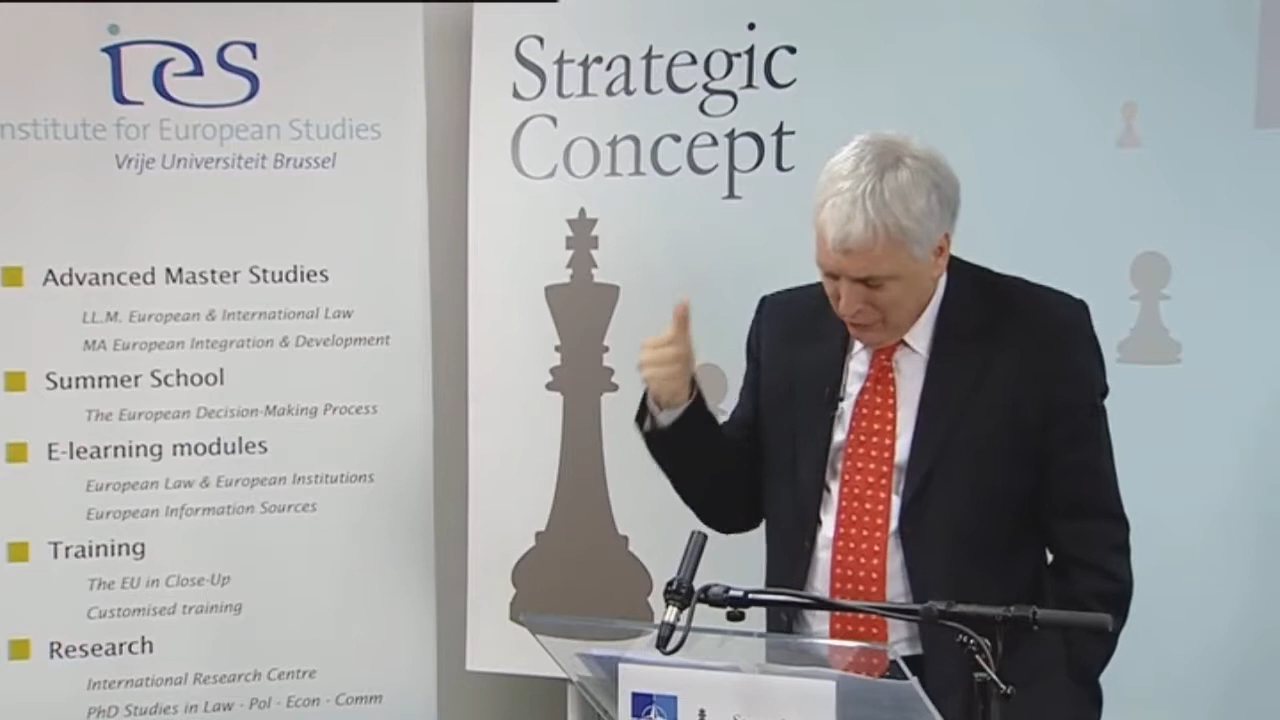 ies
nstitute for European Studies
Vrije Universiteit Brussel
Advanced Master Studies
LL.M. European & International Law
MA European Integration & Development
Summer School
The European Decision-Making Process
E-learning modules
European Law & European Institutions
European Information Sources
Training
The EU in Close-Up
Customised training
Research
International Research Centre
PhD Studies in Law - Pol - Econ - Comm
Strategic
Concept